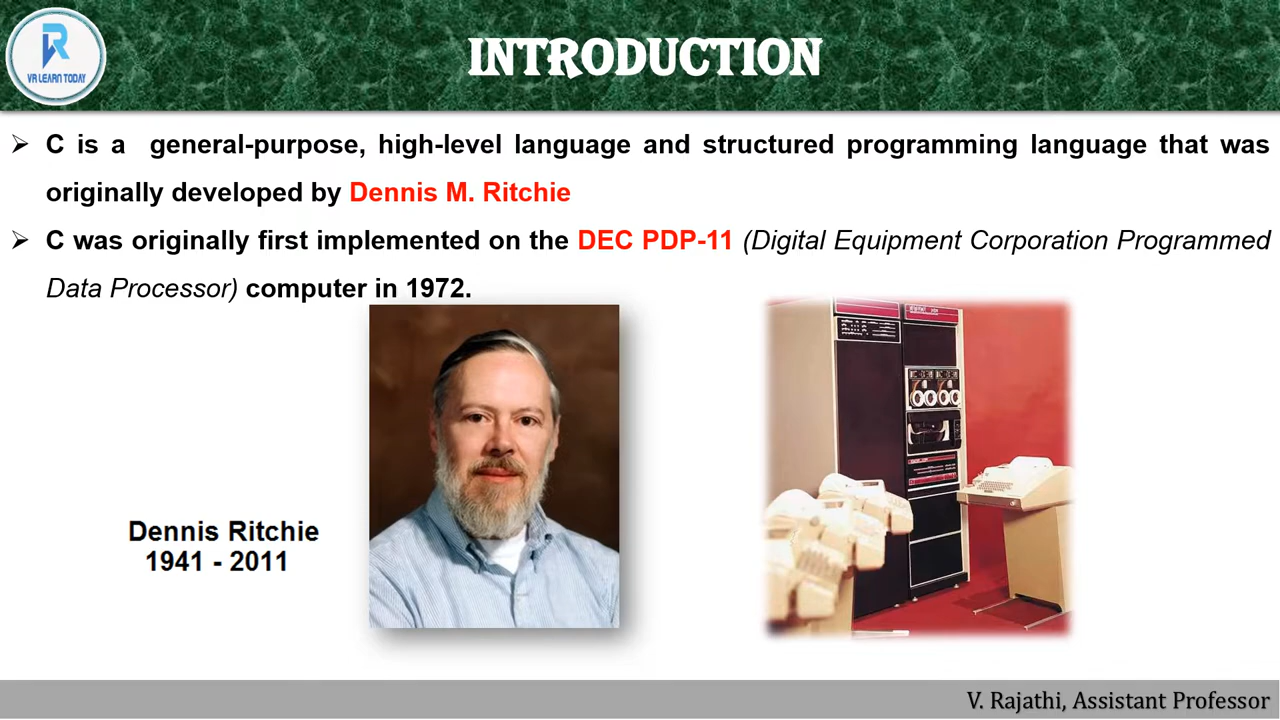 VR LEARN TODAY
INTRODUCTION
➢ C is a general-purpose, high-level language and structured programming language that was
originally developed by Dennis M. Ritchie
➢ C was originally first implemented on the DEC PDP-11 (Digital Equipment Corporation Programmed
Data Processor) computer in 1972.
Dennis Ritchie
1941 - 2011
V. Rajathi, Assistant Professor